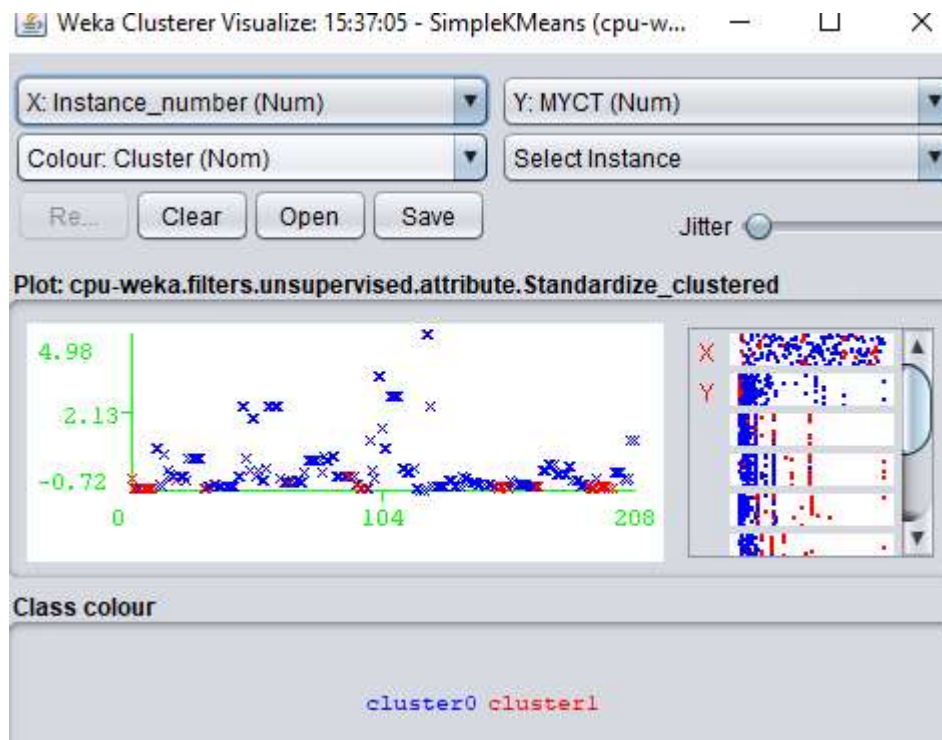 Weka Clusterer Visualize: 15:37:05 - SimpleKMeans (cpu-w...
X: Instance_number (Num)
Y: MYCT (Num)
Colour: Cluster (Nom)
Select Instance
Re...
Clear
Open
Save
Jitter
Plot: cpu-weka.filters.unsupervised.attribute.Standardize_clustered
4.98
2.13
-0.72
0
104
208
X
Y
Class colour
cluster0 cluster1